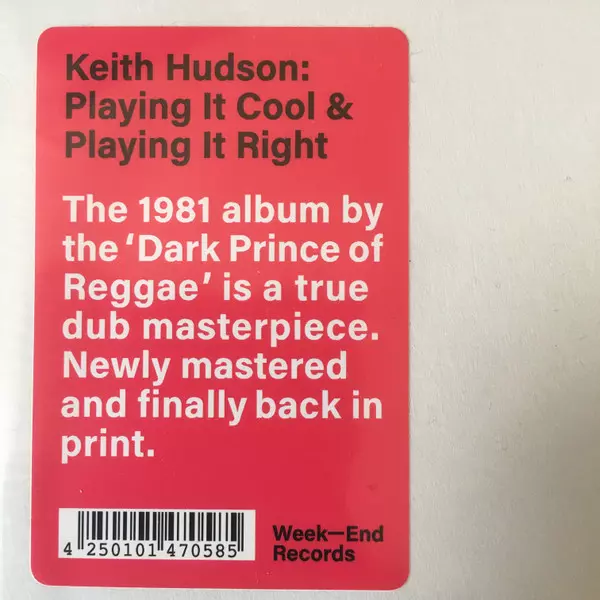 Keith Hudson:
Playing It Cool &
Playing It Right
The 1981 album by
the ‘Dark Prince of
Reggae’ is a true
dub masterpiece.
Newly mastered
and finally back in
print.
4 250101 470585
Week—End
Records